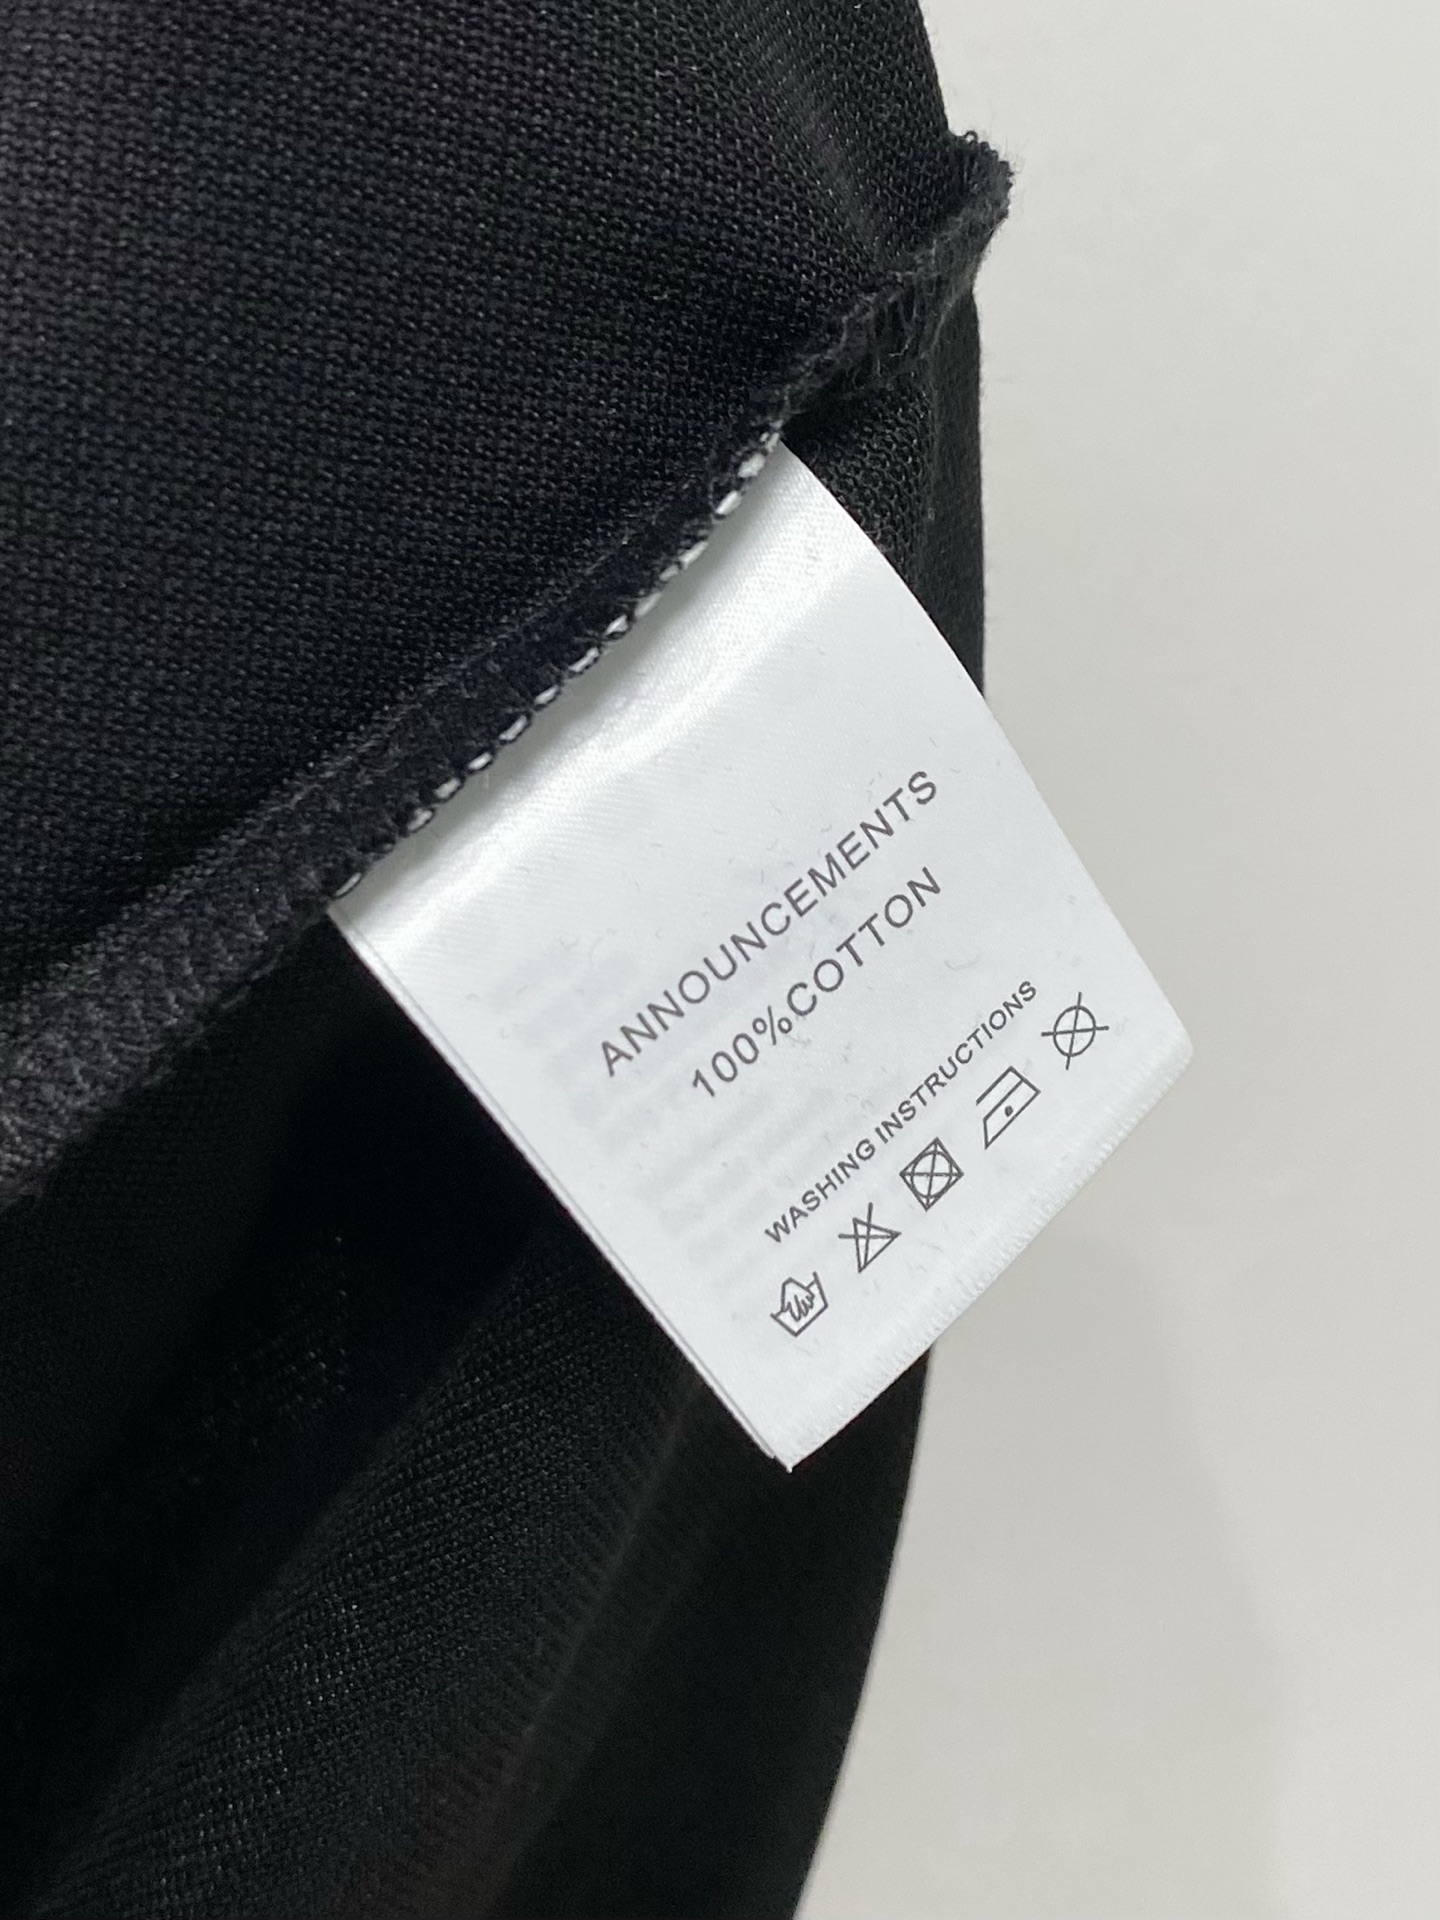 ANNOUNCEMENTS
100%COTTON
WASHING INSTRUCTIONS